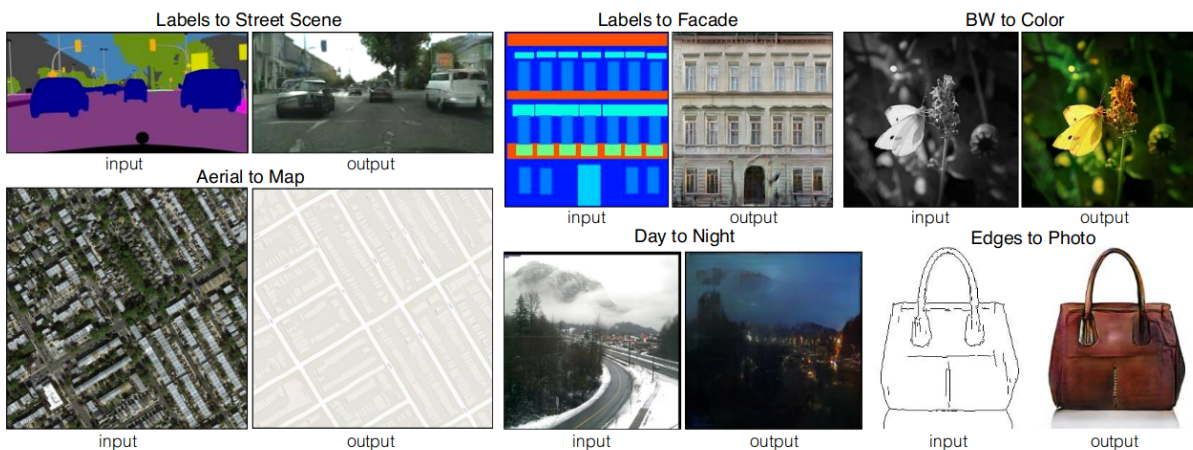 Labels to Street Scene
input
output
Aerial to Map
input
output
Labels to Facade
input
output
BW to Color
input
output
Day to Night
input
output
Edges to Photo
input
output